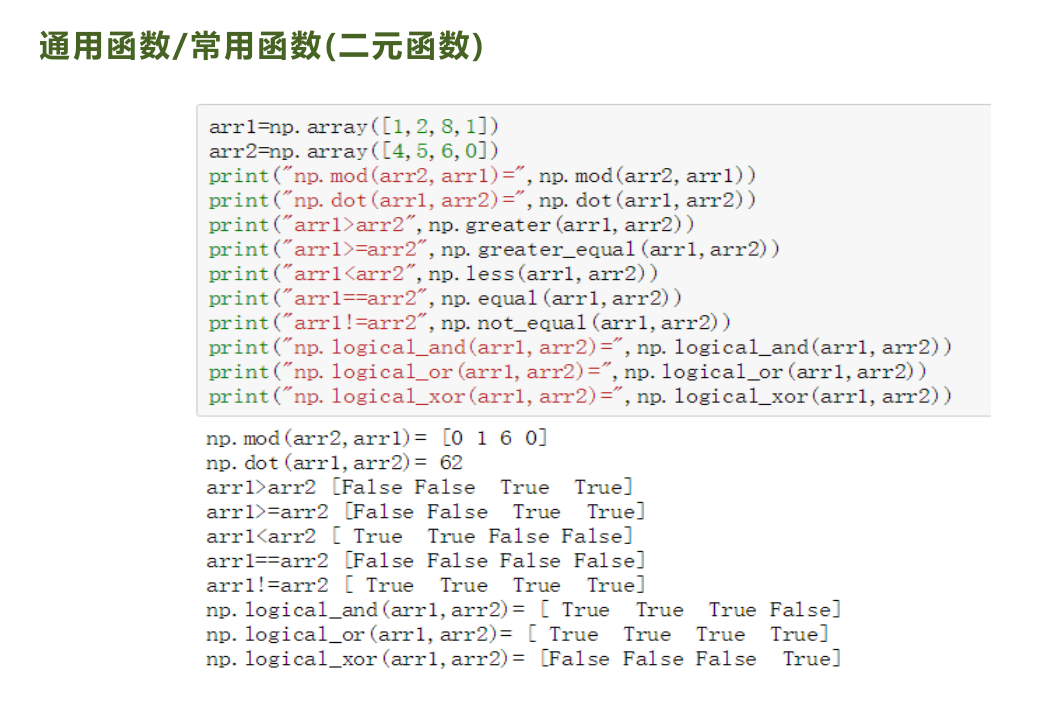 通用函数/常用函数(二元函数)
arr1=np.array([1,2,8,1])
arr2=np.array([4,5,6,0])
print("np.mod(arr2,arr1)=",np.mod(arr2,arr1))
print("np.dot(arr1,arr2)=",np.dot(arr1,arr2))
print("arr1>arr2",np.greater(arr1,arr2))
print("arr1>=arr2",np.greater_equal(arr1,arr2))
print("arr1<arr2",np.less(arr1,arr2))
print("arr1==arr2",np.equal(arr1,arr2))
print("arr1!=arr2",np.not_equal(arr1,arr2))
print("np.logical_and(arr1,arr2)=",np.logical_and(arr1,arr2))
print("np.logical_or(arr1,arr2)=",np.logical_or(arr1,arr2))
print("np.logical_xor(arr1,arr2)=",np.logical_xor(arr1,arr2))
np.mod(arr2,arr1)= [0 1 6 0]
np.dot(arr1,arr2)= 62
arr1>arr2 [False False  True  True]
arr1>=arr2 [False False  True  True]
arr1<arr2 [ True  True False False]
arr1==arr2 [False False False False]
arr1!=arr2 [ True  True  True  True]
np.logical_and(arr1,arr2)= [ True  True  True False]
np.logical_or(arr1,arr2)= [ True  True  True  True]
np.logical_xor(arr1,arr2)= [False False False  True]